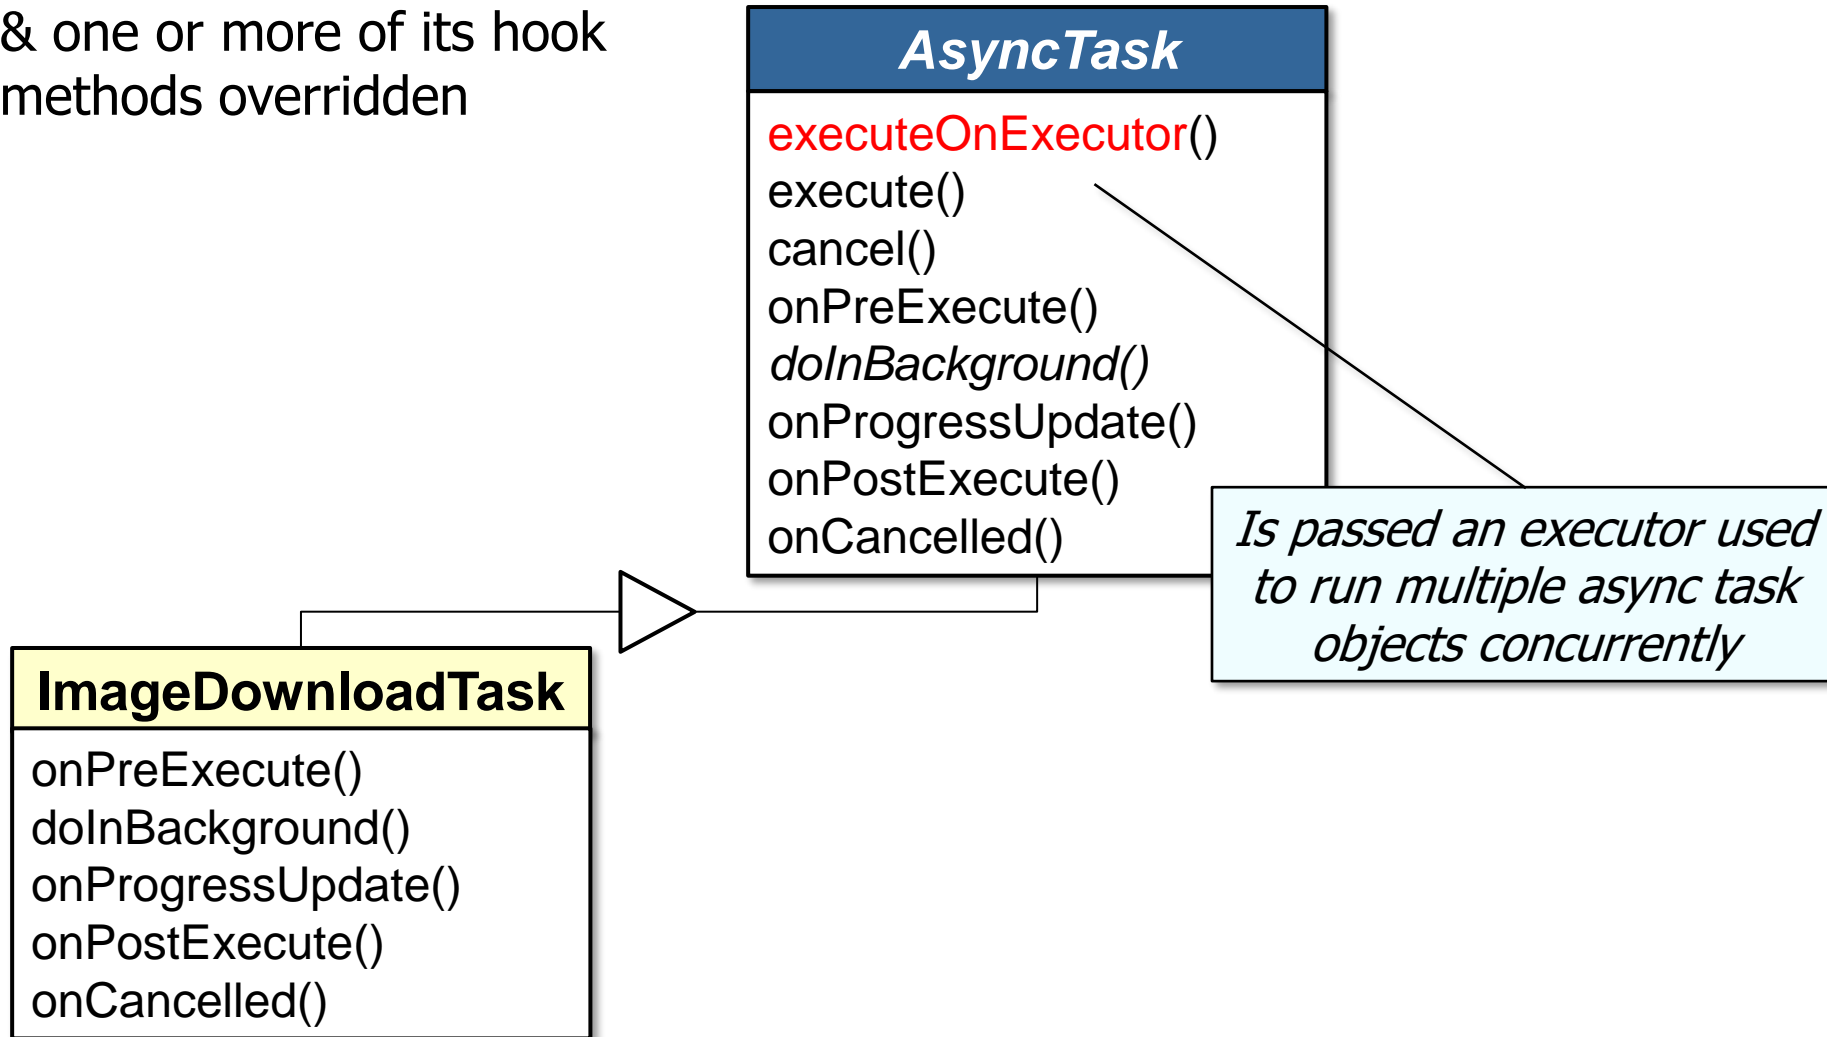 & one or more of its hook
methods overridden
AsyncTask
executeOnExecutor()
execute()
cancel()
onPreExecute()
doInBackground()
onProgressUpdate()
onPostExecute()
onCancelled()
Is passed an executor used
to run multiple async task
objects concurrently
ImageDownloadTask
onPreExecute()
doInBackground()
onProgressUpdate()
onPostExecute()
onCancelled()